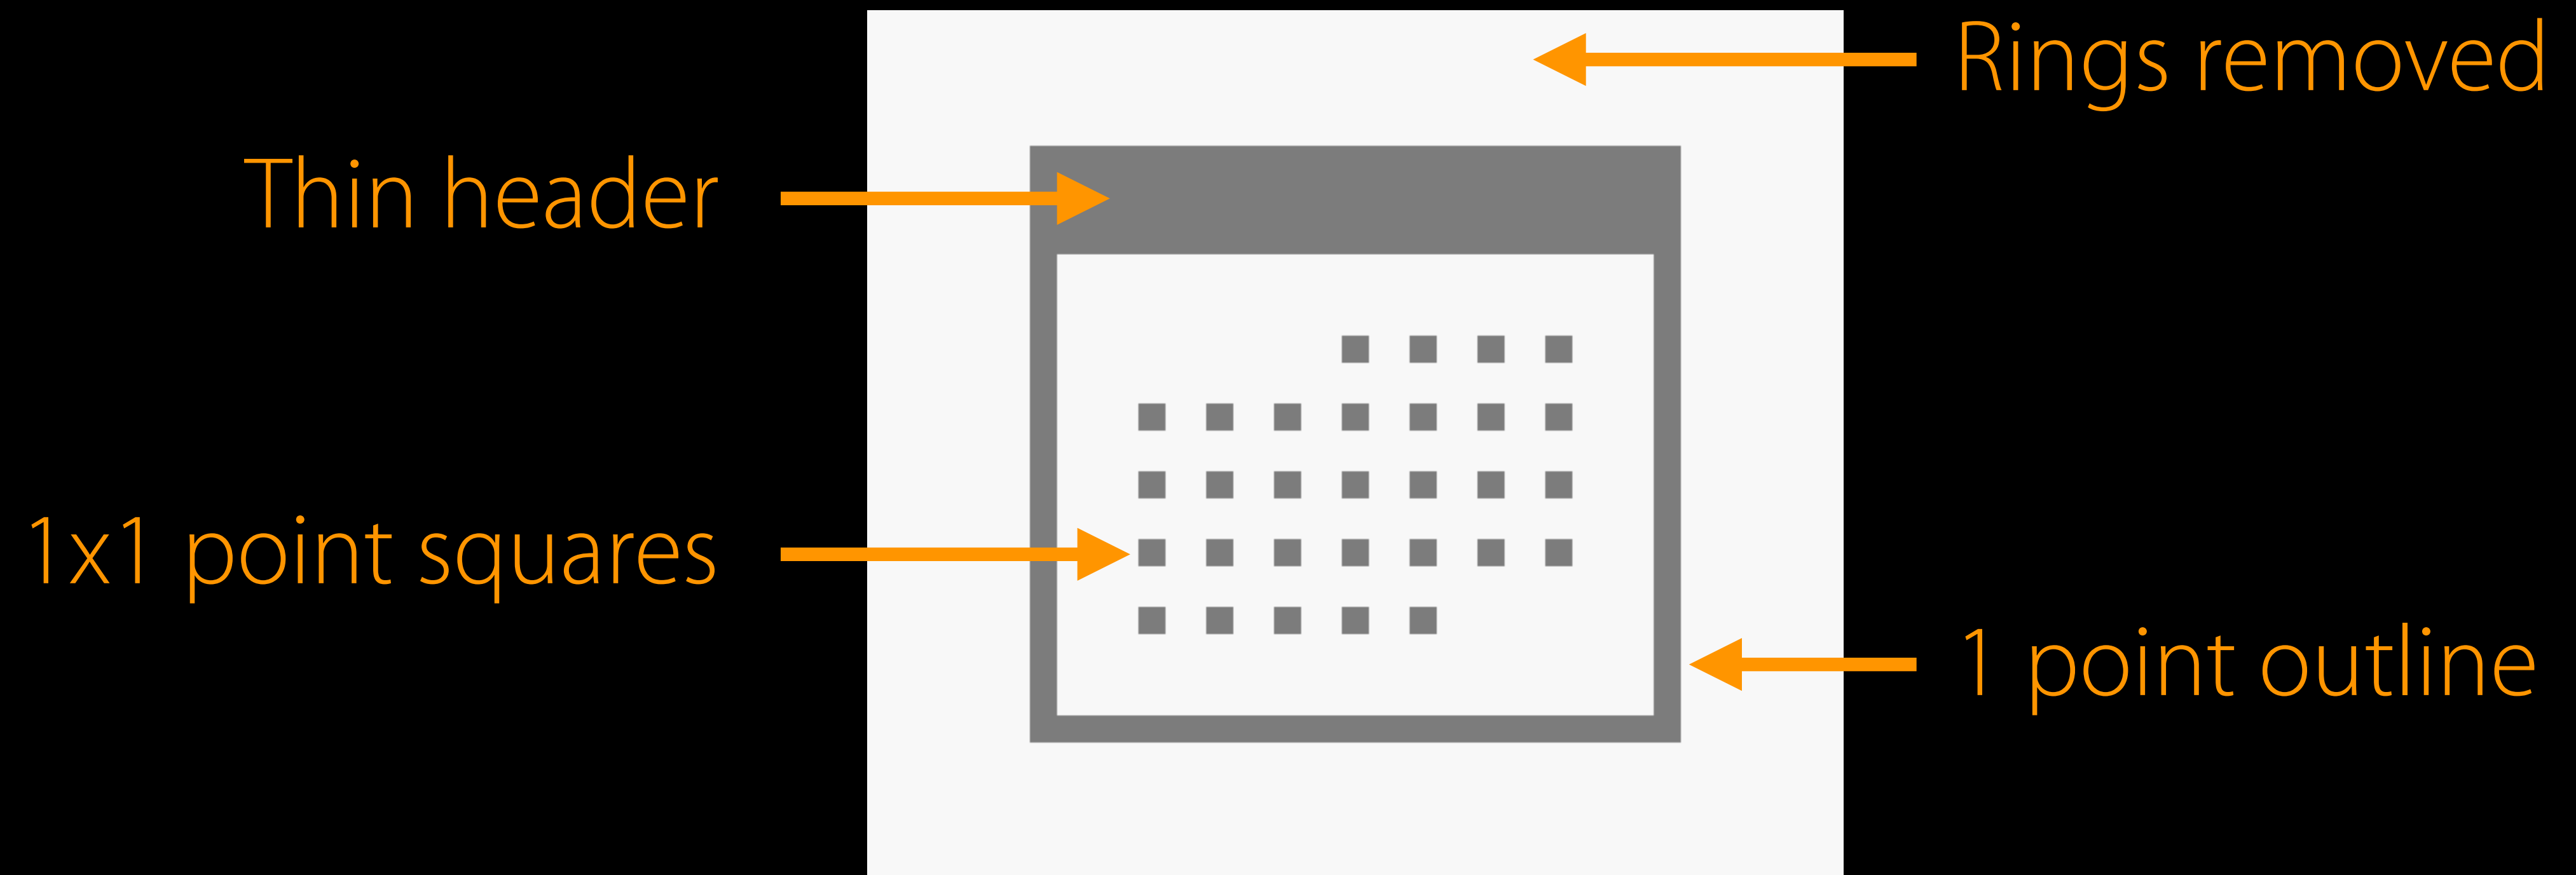 Rings removed
Thin header
1x1 point squares
1 point outline